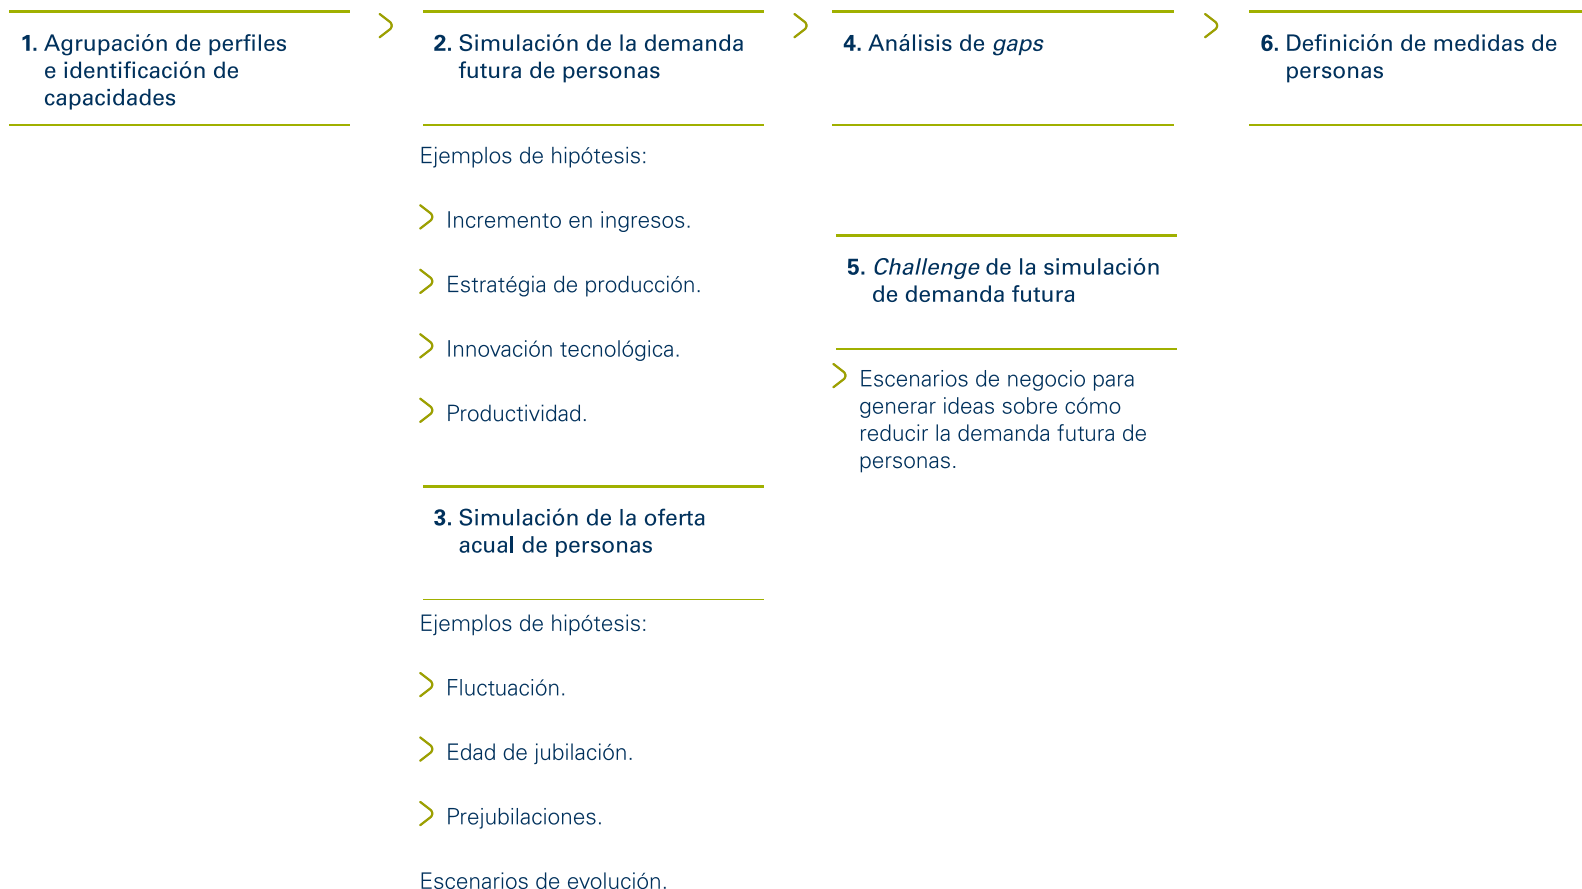 1. Agrupación de perfiles
e identificación de
capacidades
2. Simulación de la demanda
futura de personas
Ejemplos de hipótesis:
Incremento en ingresos.
Estratégia de producción.
Innovación tecnológica.
Productividad.
3. Simulación de la oferta
acual de personas
Ejemplos de hipótesis:
Fluctuación.
Edad de jubilación.
Prejubilaciones.
Escenarios de evolución.
4. Análisis de gaps
5. Challenge de la simulación
de demanda futura
Escenarios de negocio para
generar ideas sobre cómo
reducir la demanda futura de
personas.
6. Definición de medidas de
personas